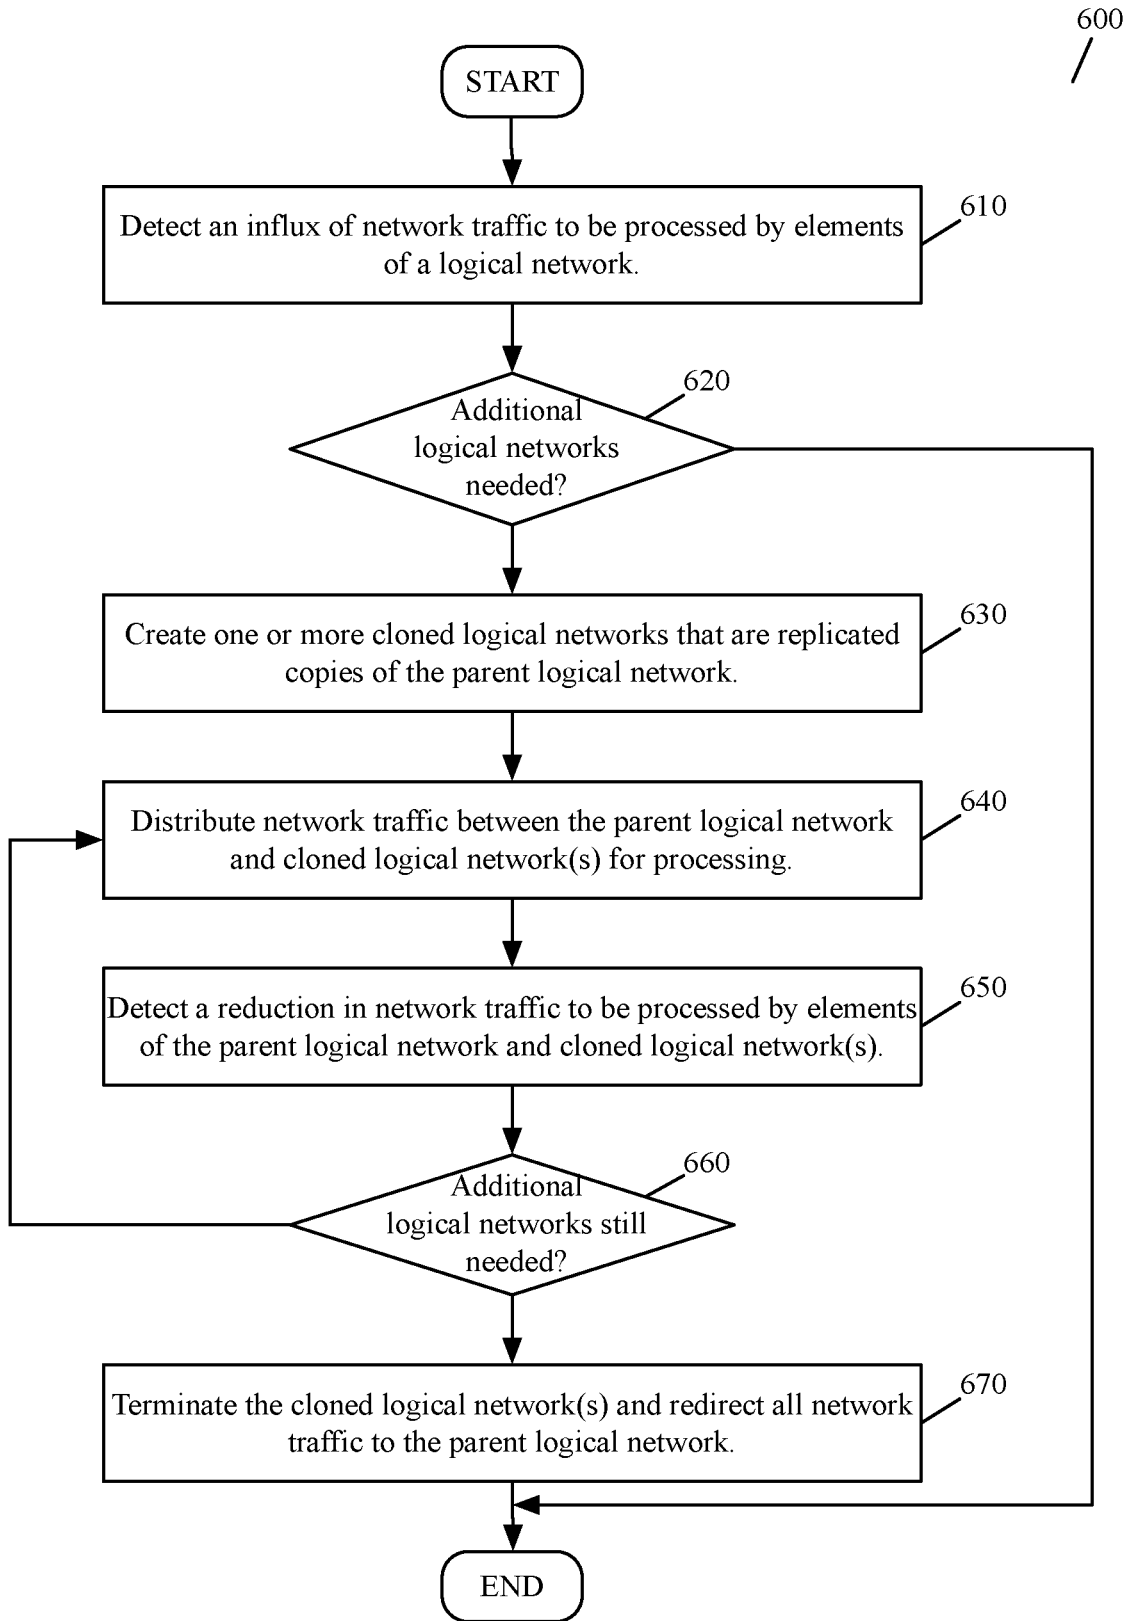 600
START
Detect an influx of network traffic to be processed by elements
of a logical network.
610
Additional
logical networks
needed?
620
Create one or more cloned logical networks that are replicated
copies of the parent logical network.
630
Distribute network traffic between the parent logical network
and cloned logical network(s) for processing.
640
Detect a reduction in network traffic to be processed by elements
of the parent logical network and cloned logical network(s).
650
Additional
logical networks still
needed?
660
Terminate the cloned logical network(s) and redirect all network
traffic to the parent logical network.
670
END